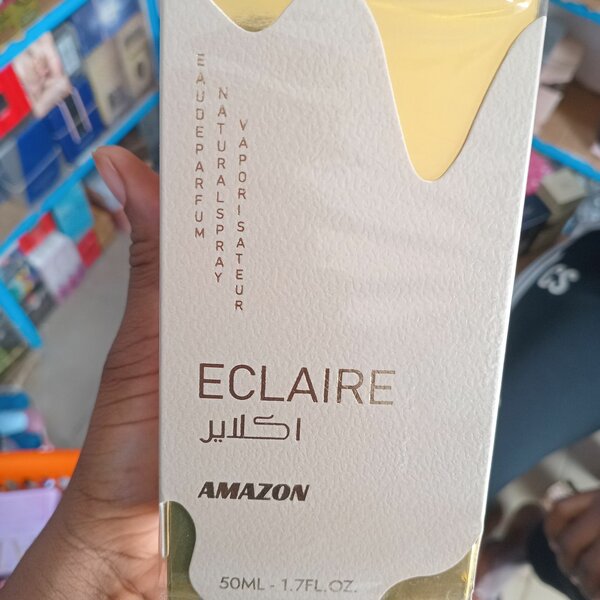 EAUDEPARFUM
NATURALSPRAY
VAPORISATEUR
ECLAIRE
اكلاير
AMAZON
50ML - 1.7FL.OZ.